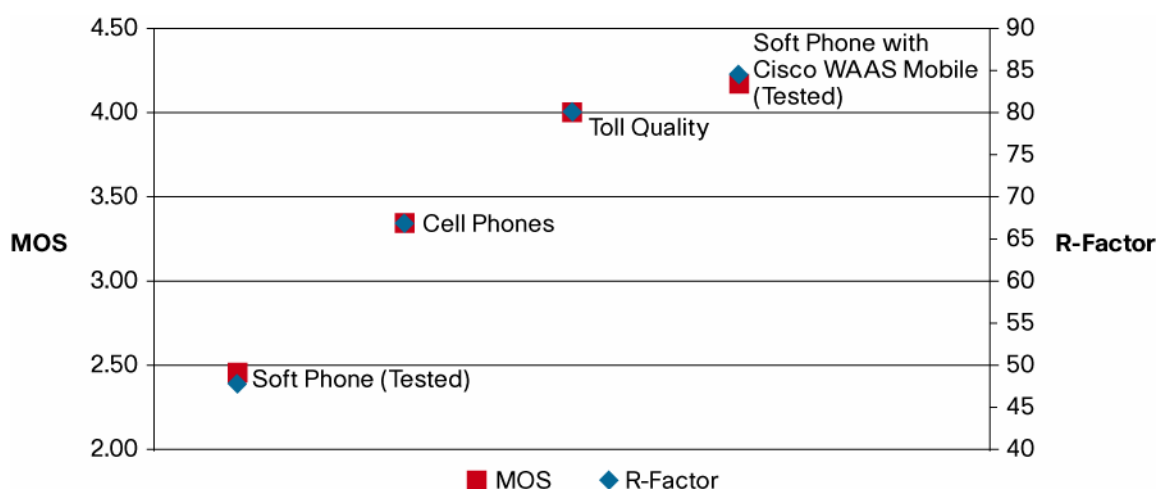 4.50
4.00
3.50
3.00
2.50
2.00
MOS
90
85
80
75
70
65
60
55
50
45
40
R-Factor
Soft Phone with
Cisco WAAS Mobile
(Tested)
Toll Quality
Cell Phones
Soft Phone (Tested)
MOS
R-Factor